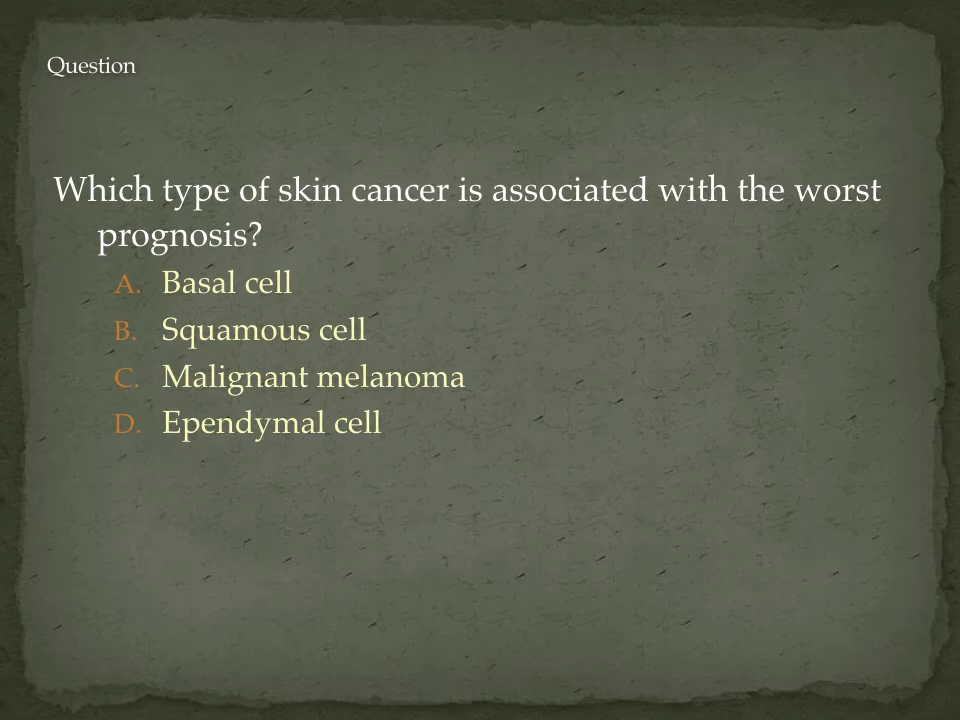 Question
Which type of skin cancer is associated with the worst
prognosis?
A. Basal cell
B. Squamous cell
C. Malignant melanoma
D. Ependymal cell